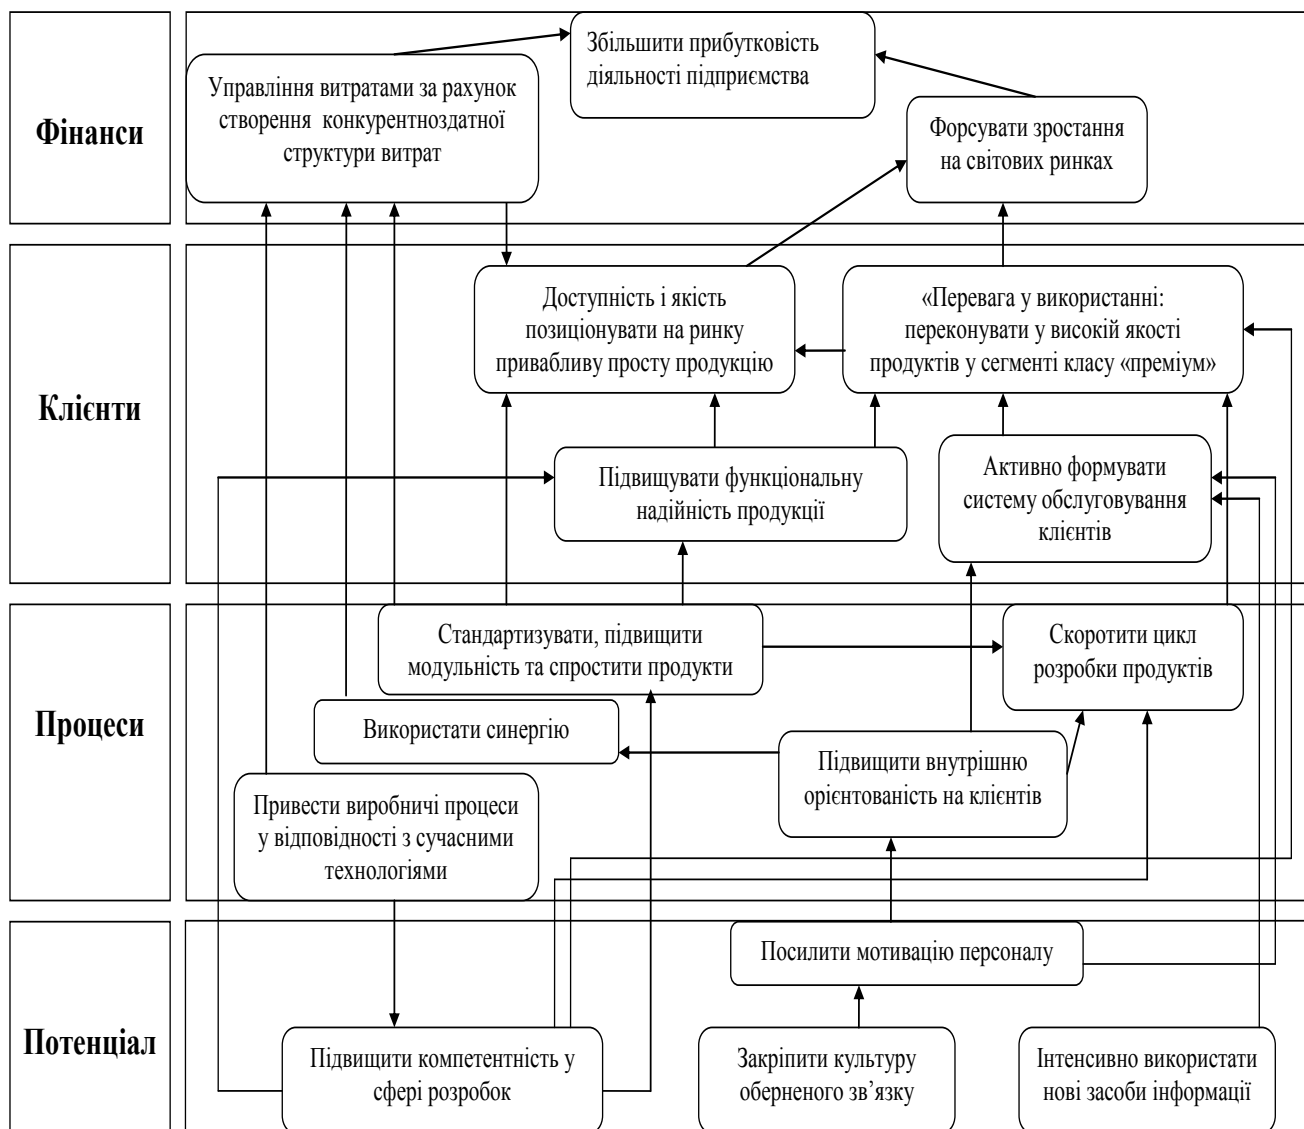 Фінанси
Збільшити прибутковість
діяльності підприємства
Управління витратами за рахунок
створення конкурентноздатної
структури витрат
Форсувати зростання
на світових ринках
Клієнти
Доступність і якість
позиціонувати на ринку
привабливу просту продукцію
«Перевага у використанні:
переконувати у високій якості
продуктів у сегменті класу «преміум»
Підвищувати функціональну
надійність продукції
Активно формувати
систему обслуговування
клієнтів
Процеси
Стандартизувати, підвищити
модульність та спростити продукти
Скоротити цикл
розробки продуктів
Використати синергію
Підвищити внутрішню
орієнтованість на клієнтів
Привести виробничі процеси
у відповідності з сучасними
технологіями
Потенціал
Посилити мотивацію персоналу
Підвищити компетентність у
сфері розробок
Закріпити культуру
оберненого зв’язку
Інтенсивно використати
нові засоби інформації